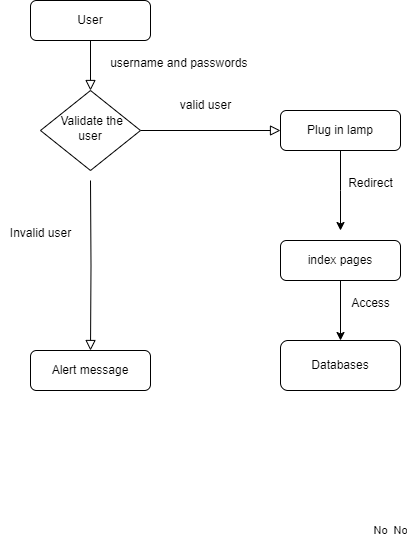 User
username and passwords
valid user
Validate the
user
Plug in lamp
Redirect
Invalid user
index pages
Access
Alert message
Databases
No No